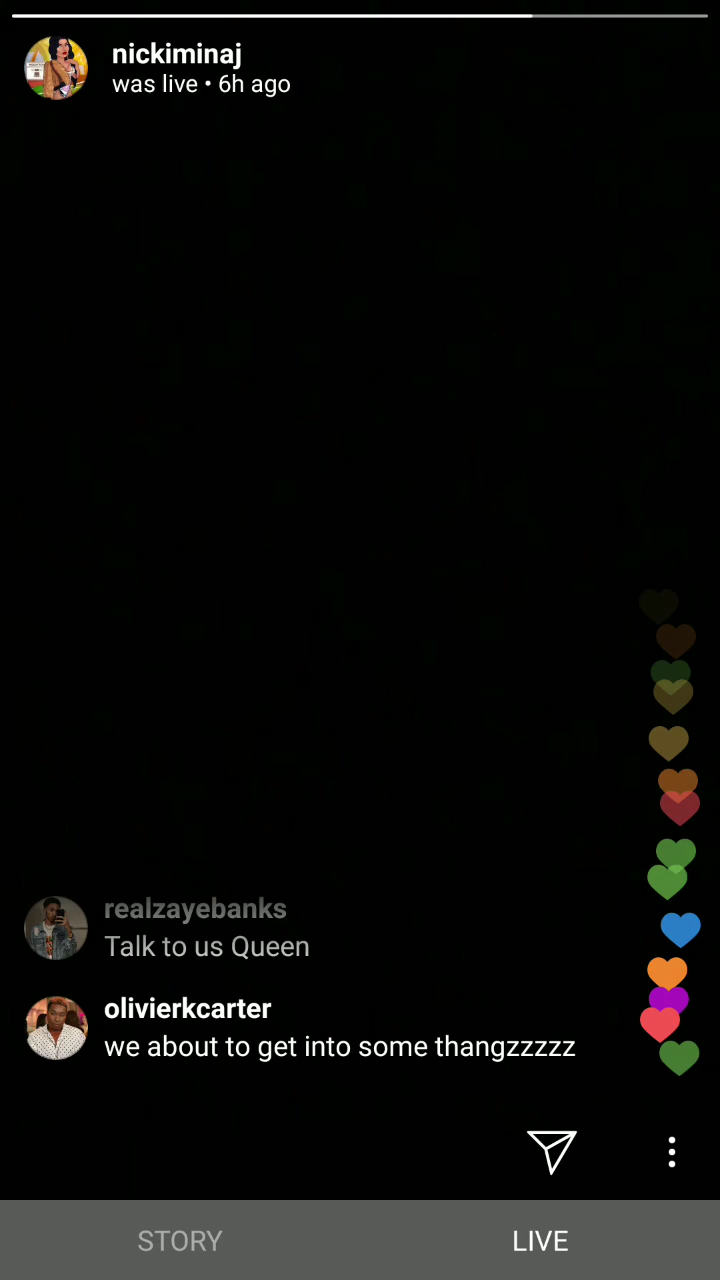 nickiminaj
was live • 6h ago
realzayebanks
Talk to us Queen
olivierkcarter
we about to get into some thangzzzzz
STORY
LIVE